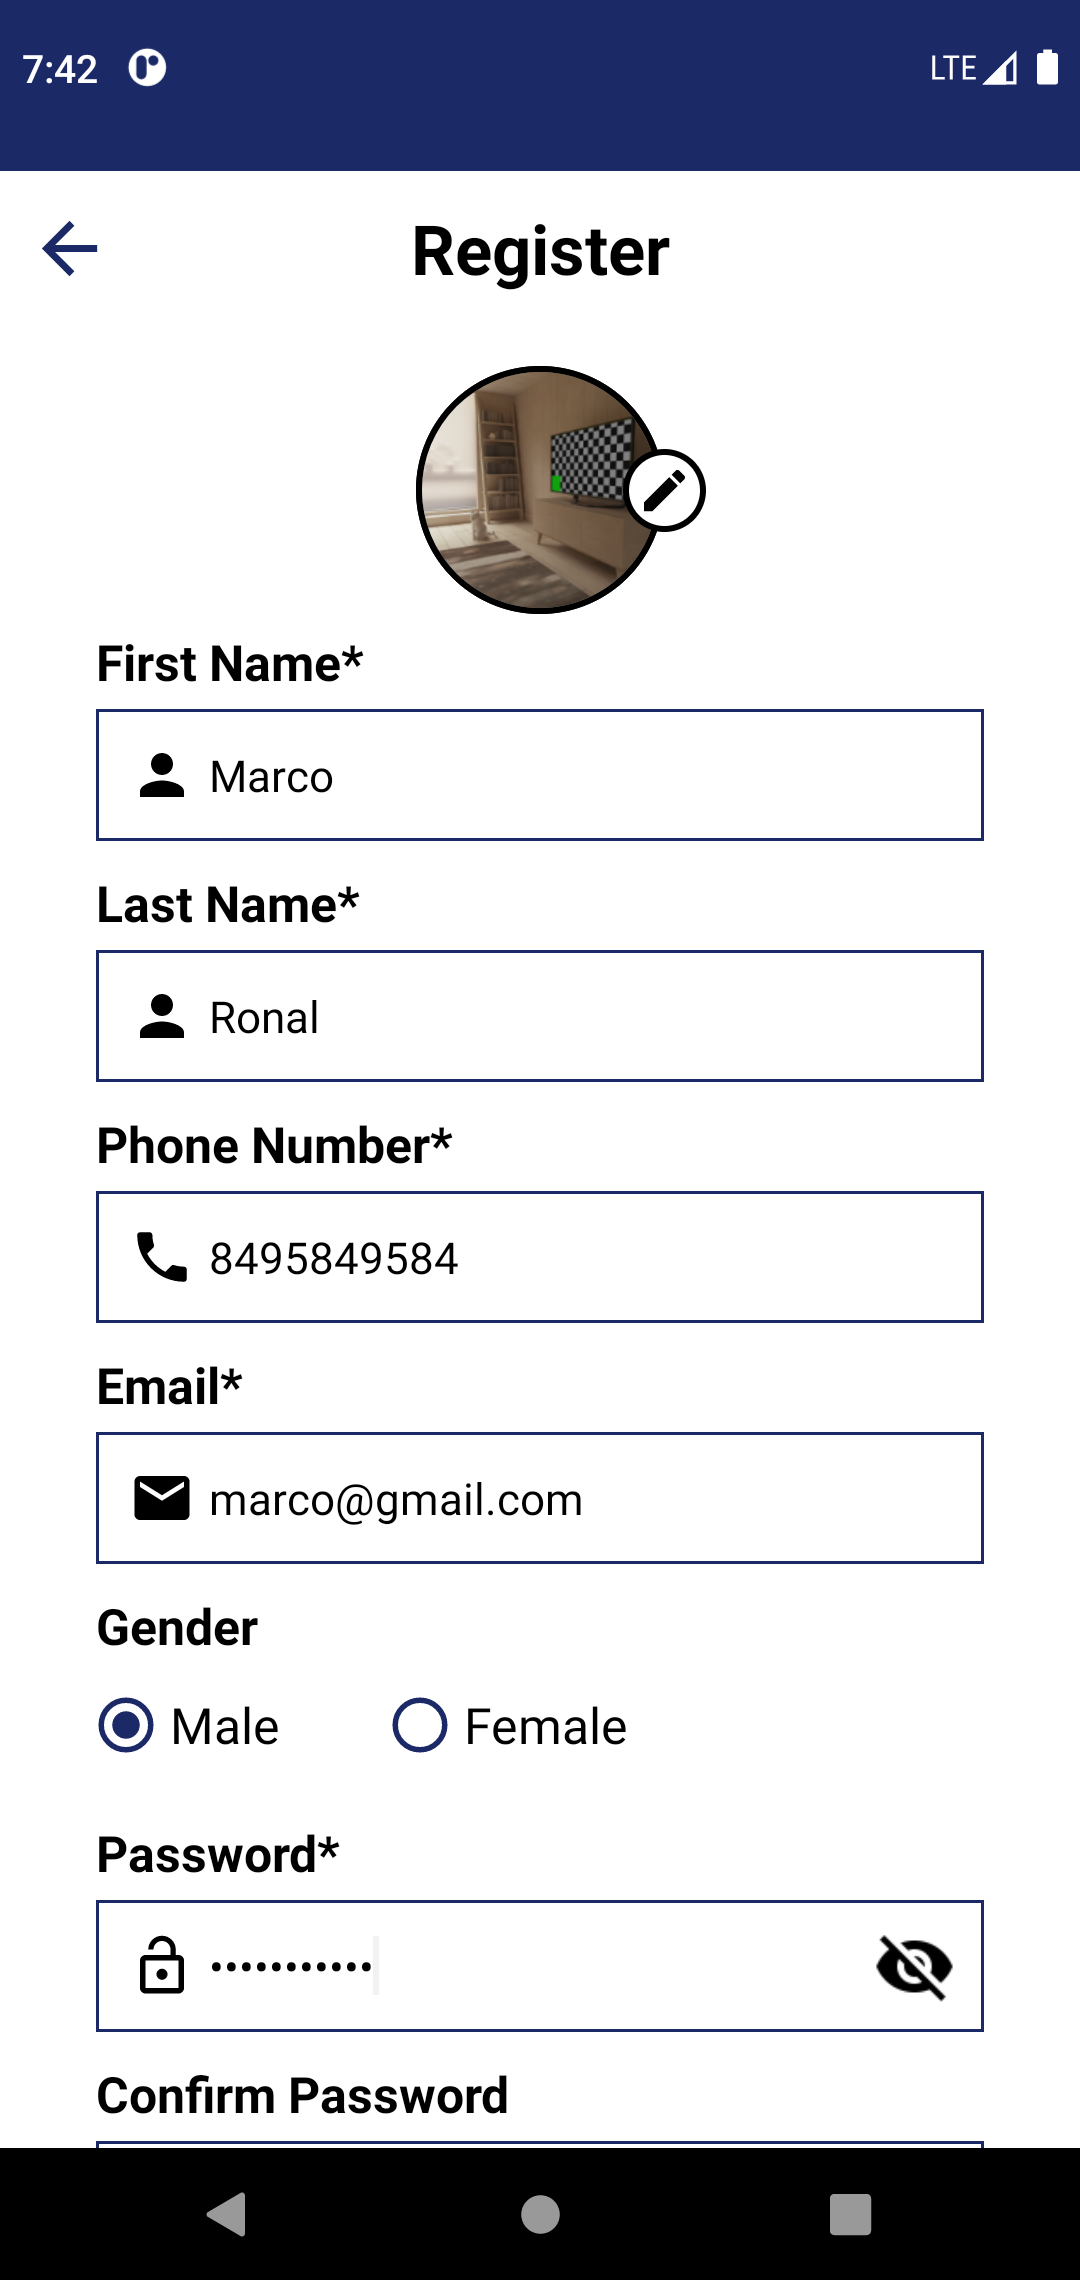 7:42
LTE
Register
First Name*
Marco
Last Name*
Ronal
Phone Number*
8495849584
Email*
marco@gmail.com
Gender
Male
Female
Password*
•••••••••••
Confirm Password